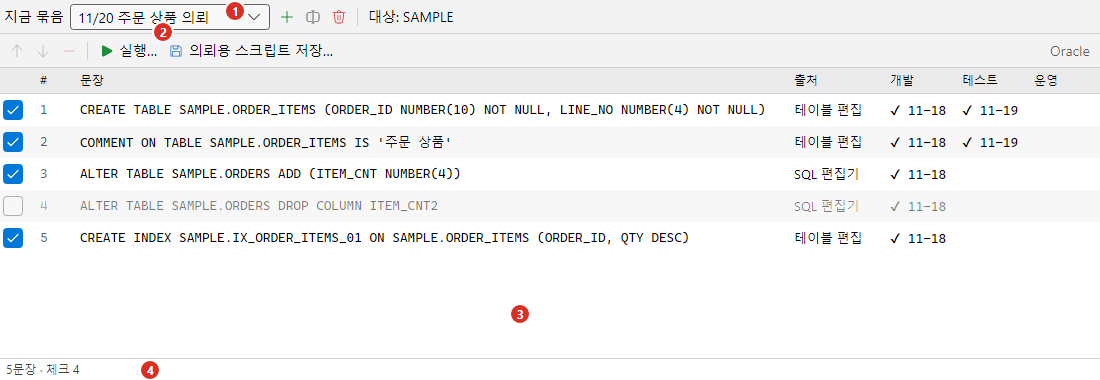 지금 묶음 11/20 주문 상품 의뢰 1 대상: SAMPLE
2
실행... 의뢰용 스크립트 저장... Oracle
# 문장 출처 개발 테스트 운영
1 CREATE TABLE SAMPLE.ORDER_ITEMS (ORDER_ID NUMBER(10) NOT NULL, LINE_NO NUMBER(4) NOT NULL) 테이블 편집 ✓ 11-18 ✓ 11-19
2 COMMENT ON TABLE SAMPLE.ORDER_ITEMS IS '주문 상품' 테이블 편집 ✓ 11-18 ✓ 11-19
3 ALTER TABLE SAMPLE.ORDERS ADD (ITEM_CNT NUMBER(4)) SQL 편집기 ✓ 11-18
4 ALTER TABLE SAMPLE.ORDERS DROP COLUMN ITEM_CNT2 SQL 편집기 ✓ 11-18
5 CREATE INDEX SAMPLE.IX_ORDER_ITEMS_01 ON SAMPLE.ORDER_ITEMS (ORDER_ID, QTY DESC) 테이블 편집 ✓ 11-18
3
5문장 · 체크 4 4